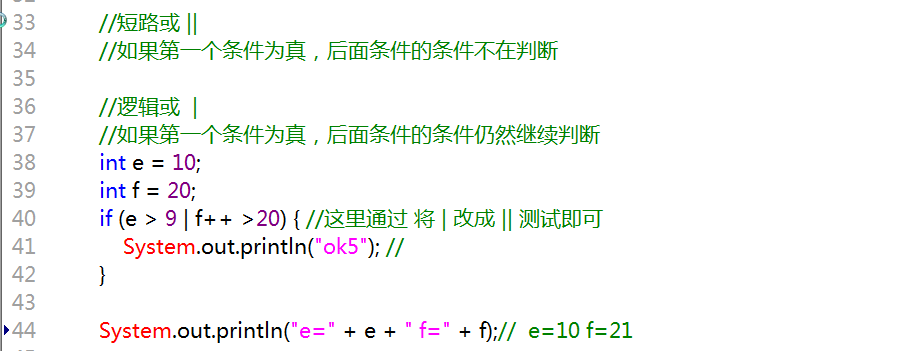 33 //短路或 ||
34 //如果第一个条件为真，后面条件的条件不在判断
35
36 //逻辑或 |
37 //如果第一个条件为真，后面条件的条件仍然继续判断
38 int e = 10;
39 int f = 20;
40 if (e > 9 | f++ >20) { //这里通过 将 | 改成 || 测试即可
41 System.out.println("ok5"); //
42 }
43
44 System.out.println("e=" + e + " f=" + f);// e=10 f=21